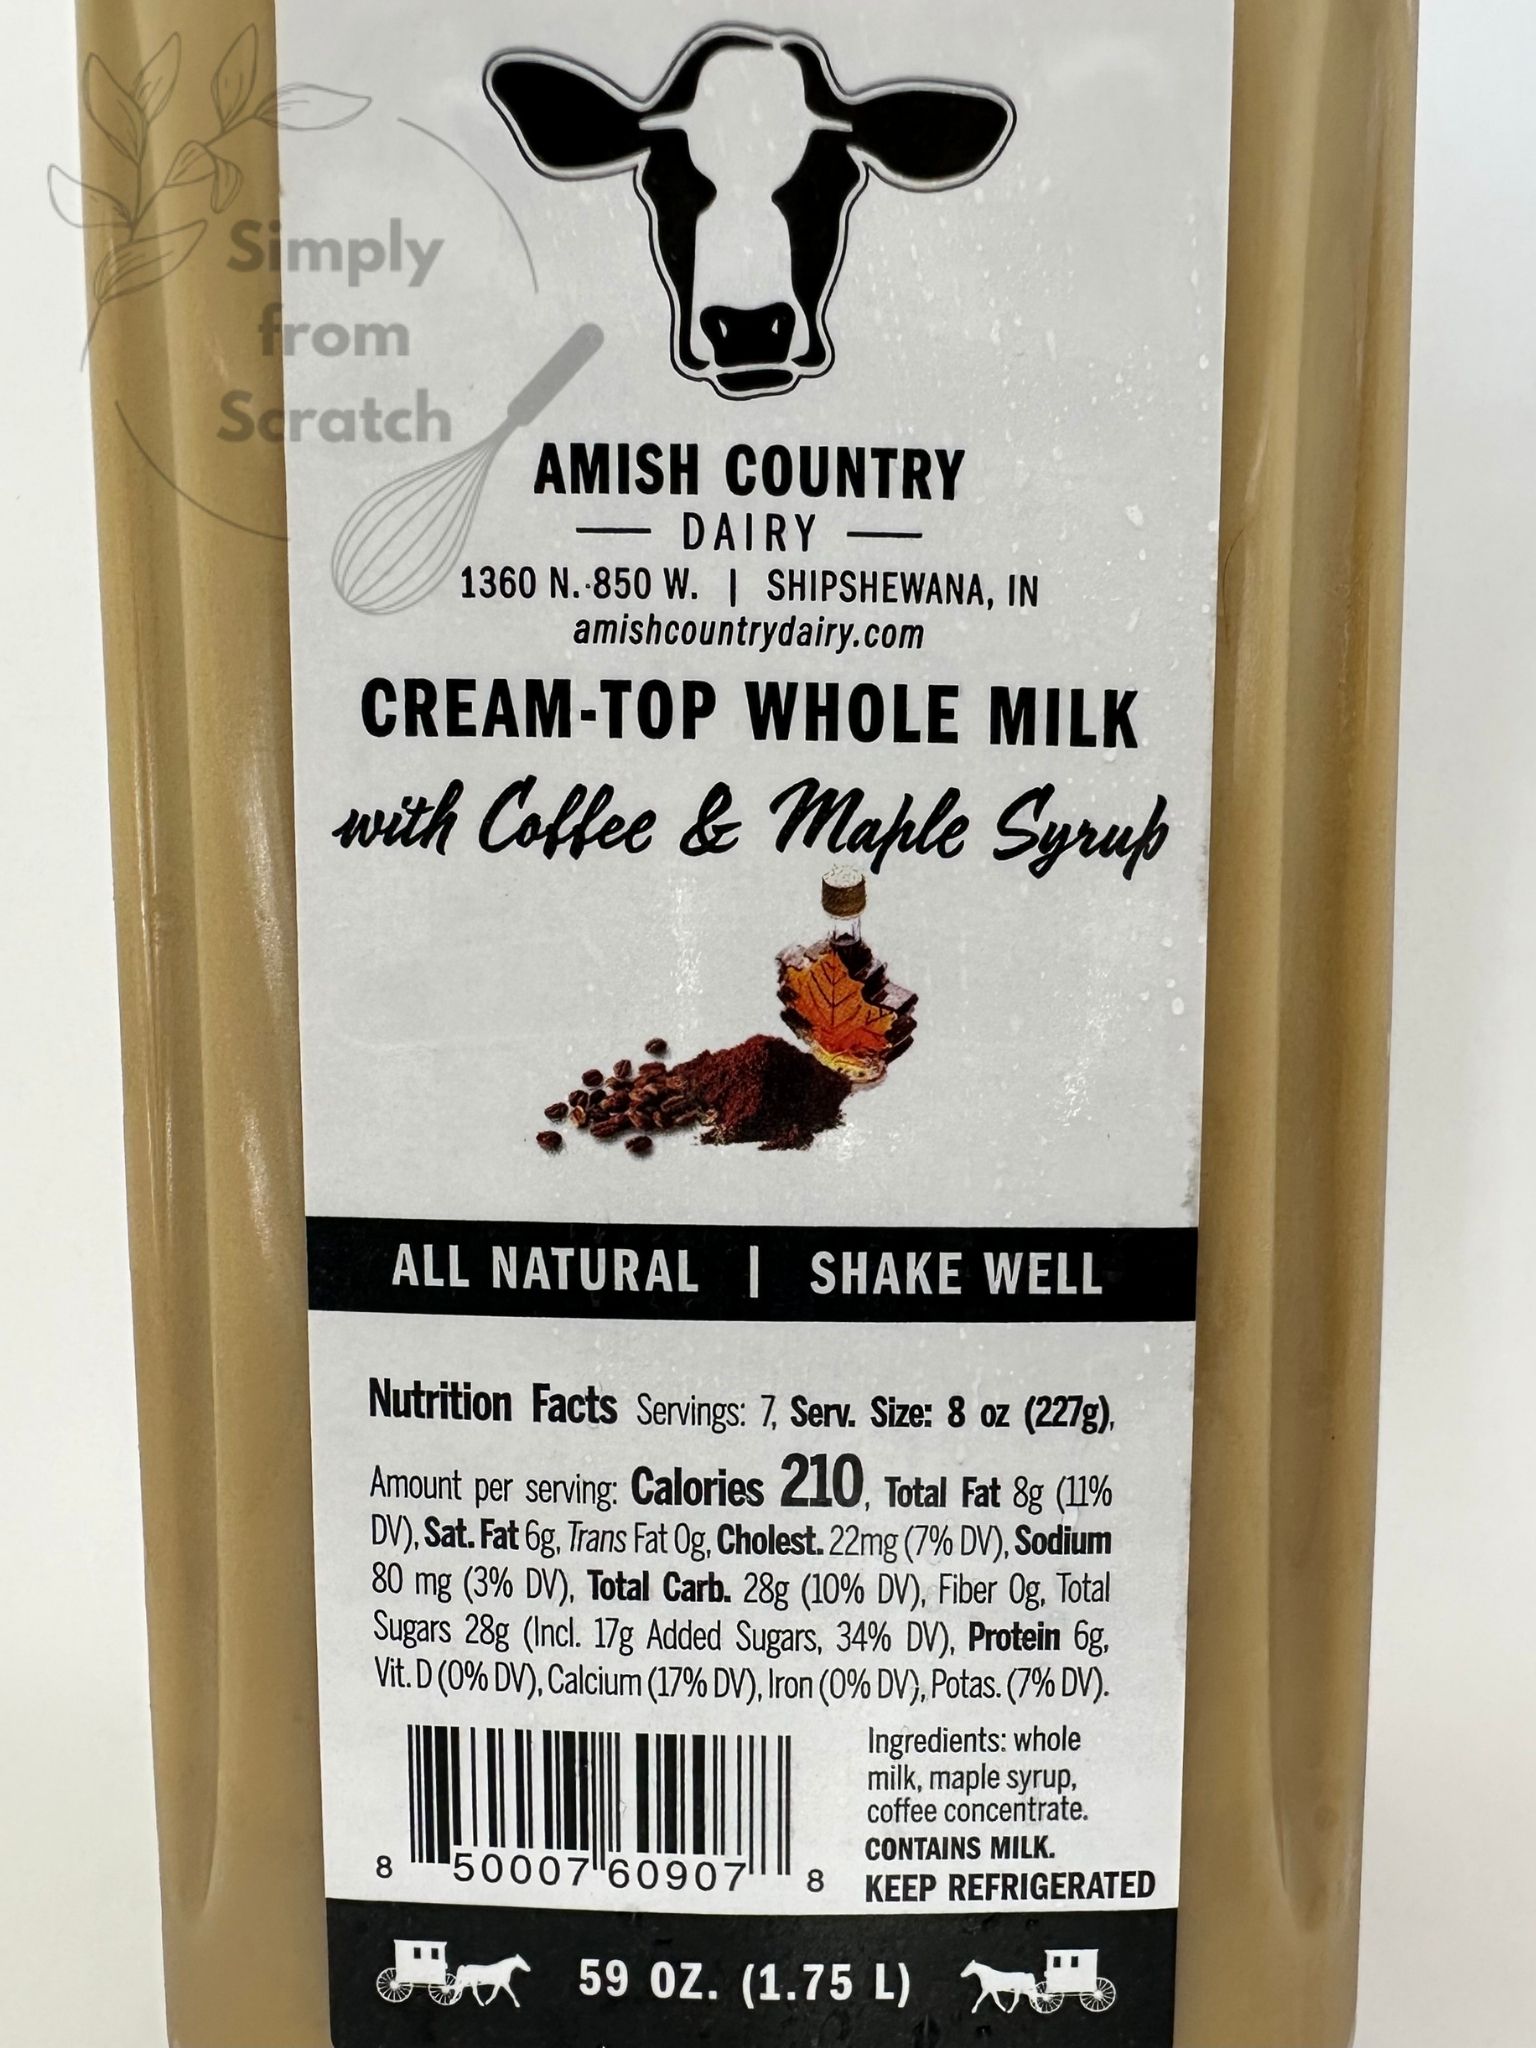 Simply
from
Scratch
AMISH COUNTRY
DAIRY
1360 N. 850 W. | SHIPSHEWANA, IN
amishcountrydairy.com
CREAM-TOP WHOLE MILK
with Coffee & Maple Syrup
ALL NATURAL | SHAKE WELL
Nutrition Facts Servings: 7, Serv. Size: 8 oz (227g),
Amount per serving: Calories 210, Total Fat 8g (11%
DV), Sat. Fat 6g, Trans Fat 0g, Cholest. 22mg (7% DV), Sodium
80 mg (3% DV), Total Carb. 28g (10% DV), Fiber 0g, Total
Sugars 28g (Incl. 17g Added Sugars, 34% DV), Protein 6g,
Vit. D (0% DV), Calcium (17% DV), Iron (0% DV), Potas. (7% DV).
8 50007 60907 8
Ingredients: whole
milk, maple syrup,
coffee concentrate.
CONTAINS MILK.
KEEP REFRIGERATED
59 OZ. (1.75 L)